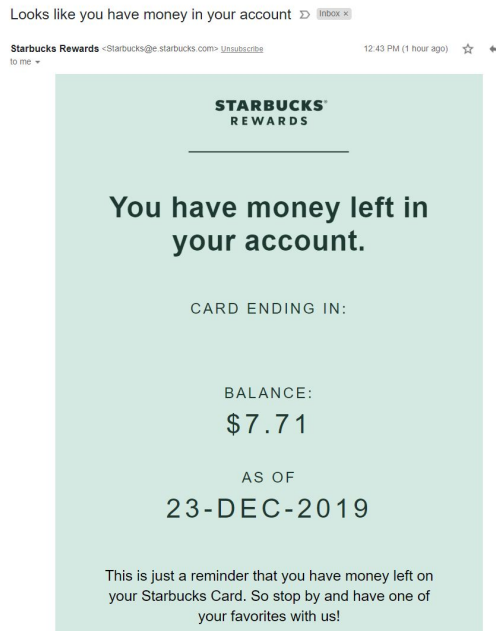 Looks like you have money in your account
Inbox ×
Starbucks Rewards <Starbucks@e.starbucks.com> Unsubscribe
12:43 PM (1 hour ago)
to me
STARBUCKS®
REWARDS
You have money left in
your account.
CARD ENDING IN:
BALANCE:
$7.71
AS OF
23-DEC-2019
This is just a reminder that you have money left on
your Starbucks Card. So stop by and have one of
your favorites with us!